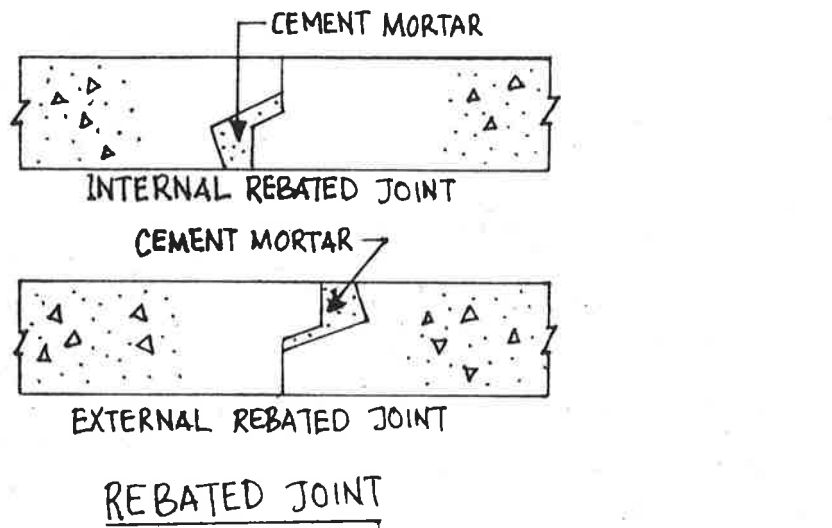 CEMENT MORTAR
INTERNAL REBATED JOINT
CEMENT MORTAR
EXTERNAL REBATED JOINT
REBATED JOINT